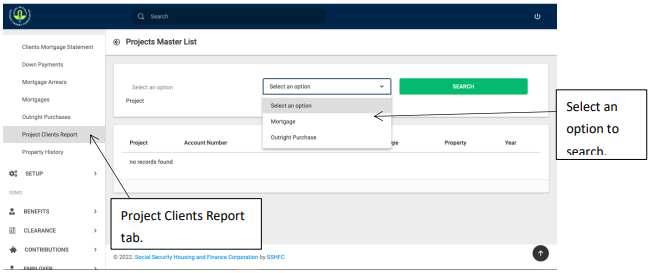 Search
Clients Mortgage Statement
Down Payments
Mortgage Arrears
Mortgages
Outright Purchases
Project Clients Report
Property History
SETUP
SSMS
BENEFITS
CLEARANCE
CONTRIBUTIONS
EMPLOYER
Projects Master List
Select an option
Project
Select an option
SEARCH
Select an option
Mortgage
Outright Purchase
Project Account Number Property Year
no records found
Select an
option to
search.
Project Clients Report
tab.
© 2022. Social Security Housing and Finance Corporation by SSHFC